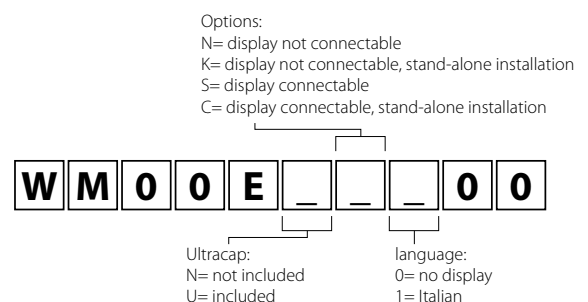 Options:
N= display not connectable
K= display not connectable, stand-alone installation
S= display connectable
C= display connectable, stand-alone installation
W M 0 0 E _ _ _ 0 0
Ultracap:
N= not included
U= included
language:
0= no display
1= Italian